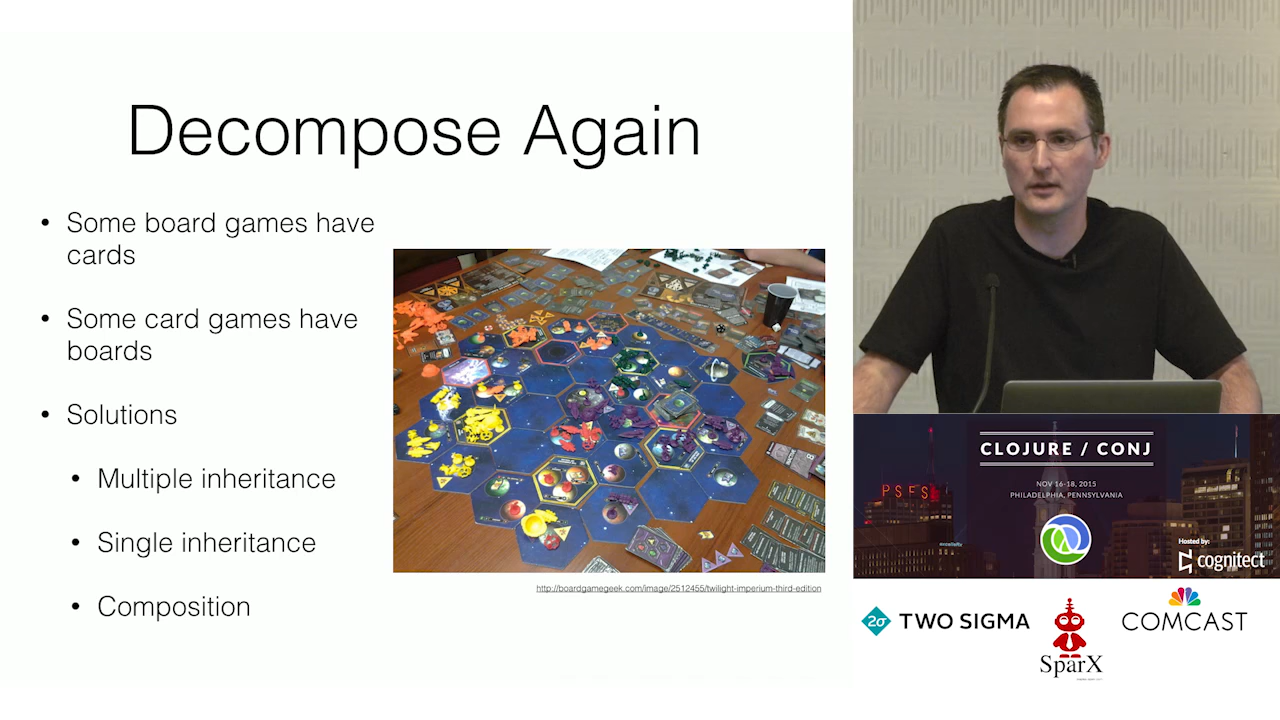 Decompose Again
• Some board games have
cards
• Some card games have
boards
• Solutions
• Multiple inheritance
• Single inheritance
• Composition
http://boardgamegeek.com/image/2512455/twilight-imperium-third-edition
CLOJURE / CONJ
NOV 16-18, 2015
PHILADELPHIA, PENNSYLVANIA
PSFS
Hosted by:
cognitect
2σ TWO SIGMA
SparX
COMCAST